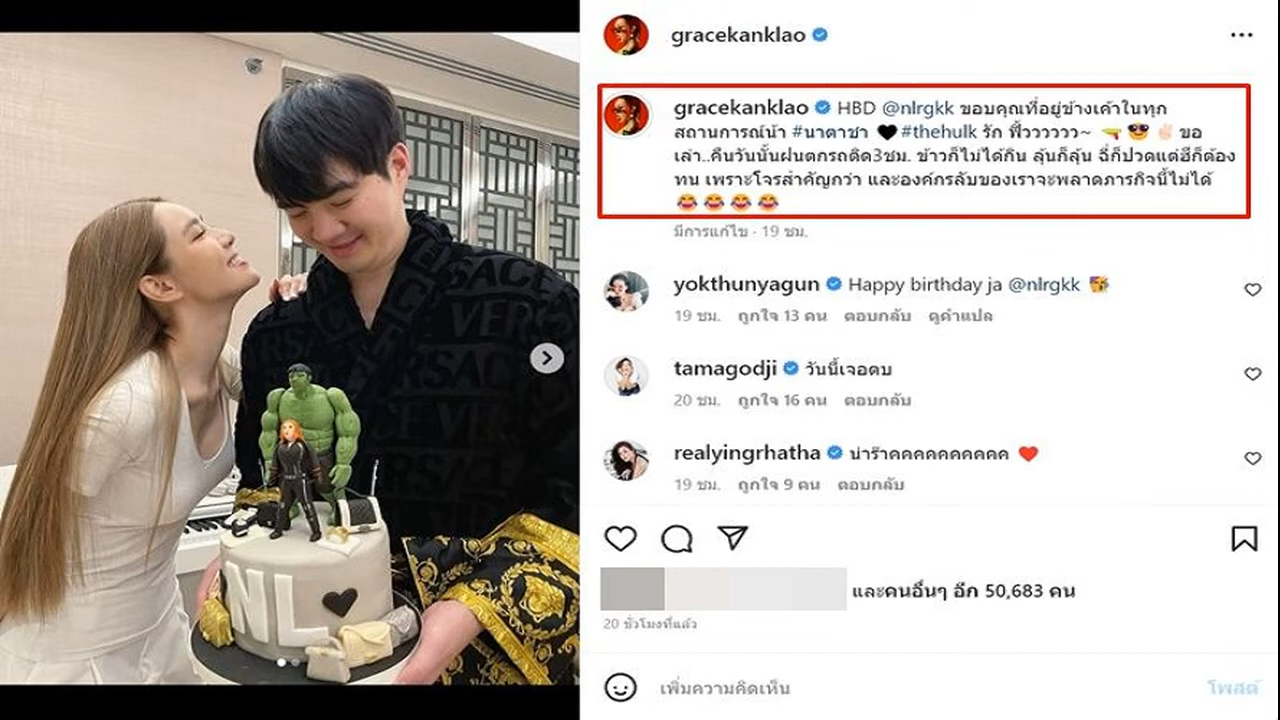 gracekanklao
gracekanklao HBD @nlrgkk ขอบคุณที่อยู่ข้างเค้าในทุก
สถานการณ์น้า #นาตาชา 🖤#thehulk รัก ฟิ้วววววว~ 🔫 😎 ✌🏻 ขอ
เล่า..คืนวันนั้นฝนตกรถติด3ชม. ข้าวก็ไม่ได้กิน ลุ้นก็ลุ้น ฉี่ก็ปวดแต่ฮีก็ต้อง
ทน เพราะโจรสำคัญกว่า และองค์กรลับของเราจะพลาดภารกิจนี้ไม่ได้
😂 😂 😂 😂
มีการแก้ไข · 19 ชม.
yokthunyagun Happy birthday ja @nlrgkk
19 ชม. ถูกใจ 13 คน ตอบกลับ ดูคำแปล
tamagodji วันนี้เจอตบ
20 ชม. ถูกใจ 16 คน ตอบกลับ
realyingrhatha น่าร๊าคคคคคคคคคค ❤️
19 ชม. ถูกใจ 9 คน ตอบกลับ
และคนอื่นๆ อีก 50,683 คน
20 ชั่วโมงที่แล้ว
เพิ่มความคิดเห็น
โพสต์
NL